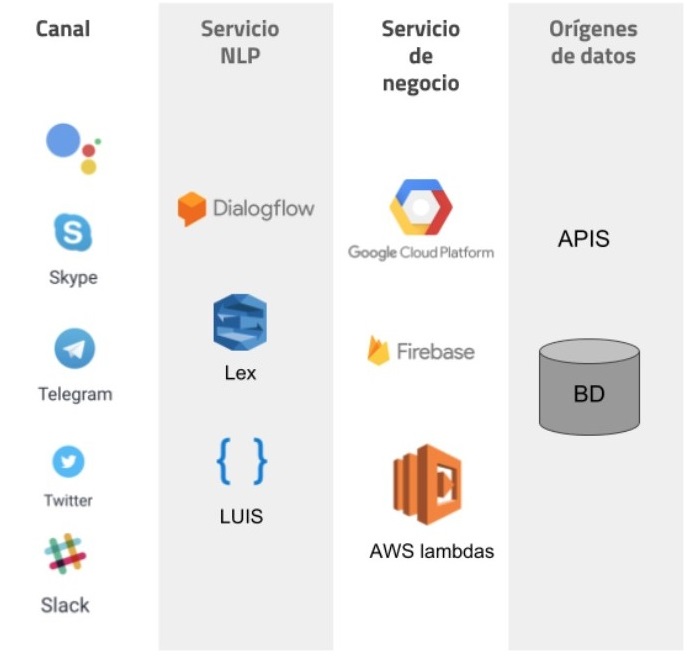 Canal
Servicio
NLP
Servicio
de
negocio
Orígenes
de datos
Skype
Telegram
Twitter
Slack
Dialogflow
Lex
{ }
LUIS
Google Cloud Platform
Firebase
AWS lambdas
APIS
BD